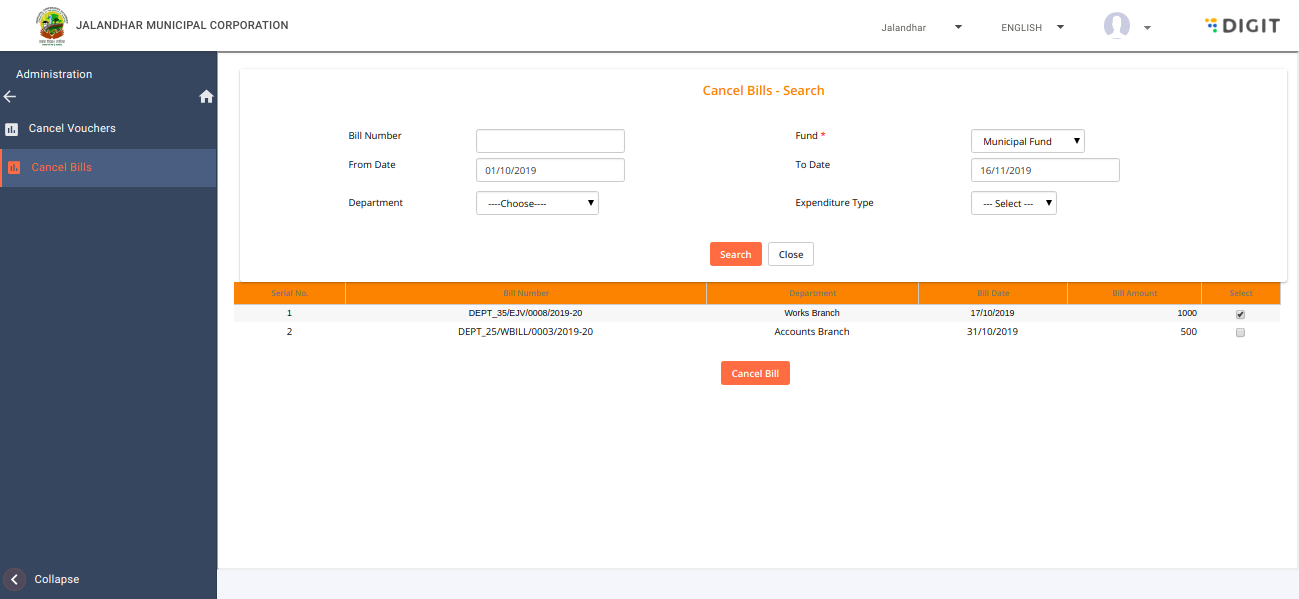 JALANDHAR MUNICIPAL CORPORATION
Jalandhar
ENGLISH
DIGIT
Administration
Cancel Vouchers
Cancel Bills
Cancel Bills - Search
Bill Number
Fund *
Municipal Fund
From Date
01/10/2019
To Date
16/11/2019
Department
----Choose----
Expenditure Type
--- Select ---
Search
Close
Serial No. Bill Number Department Bill Date Bill Amount Select
1 DEPT_35/EJV/0008/2019-20 Works Branch 17/10/2019 1000
2 DEPT_25/WBILL/0003/2019-20 Accounts Branch 31/10/2019 500
Cancel Bill
Collapse